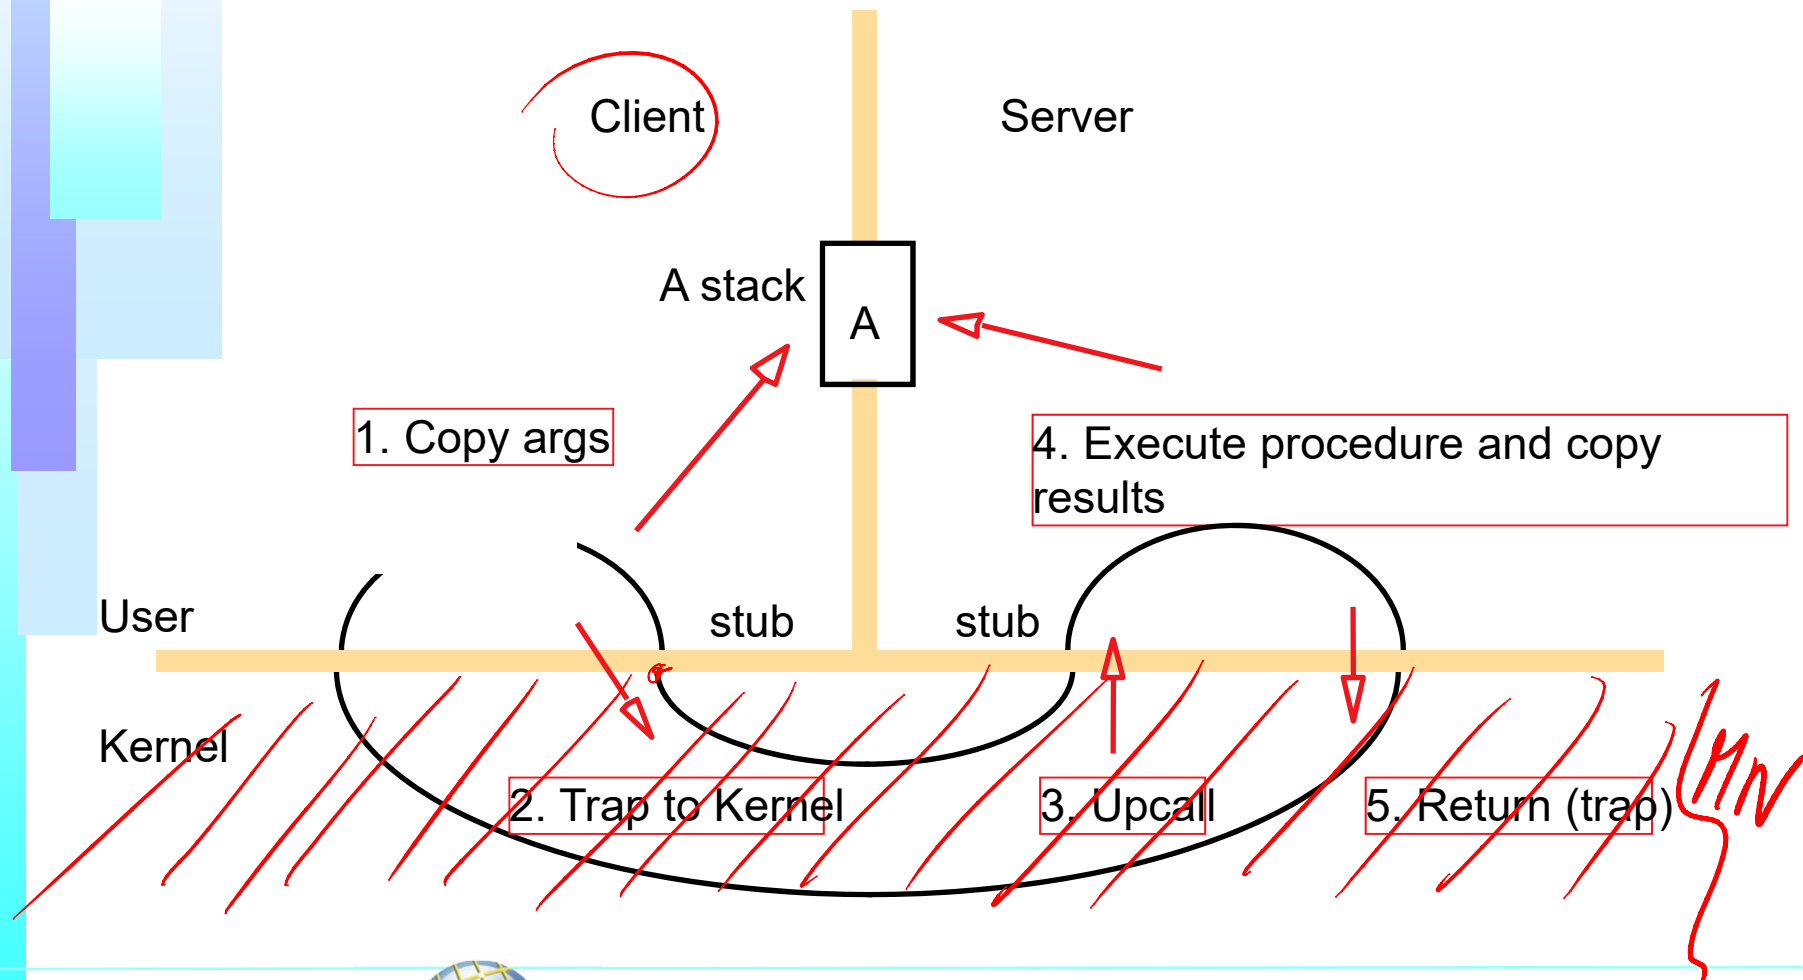 Client
Server
A stack
A
1. Copy args
4. Execute procedure and copy
results
User
stub
stub
Kernel
2. Trap to Kernel
3. Upcall
5. Return (trap)